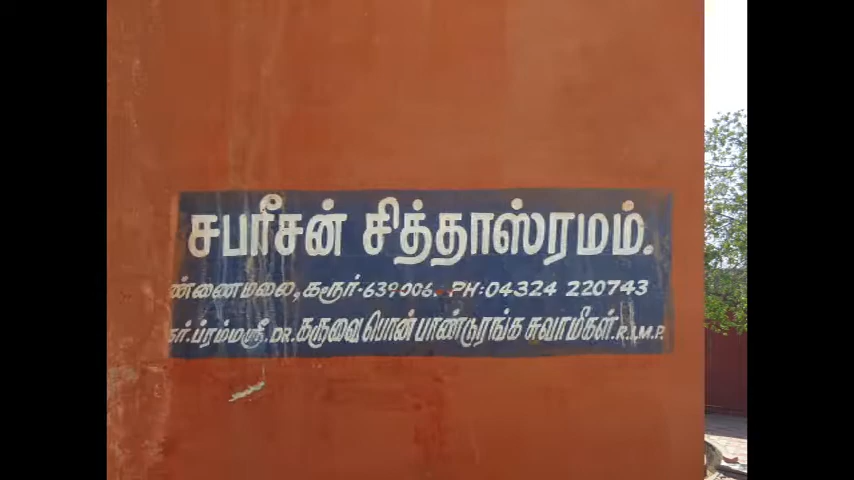 சபரீசன் சித்தாஸ்ரமம்.
ண்ணைமலை, கரூர்-639006. PH:04324 220743
ப்ரம்மஸ்ரீ.DR.கருவை பொன் பாண்டுரங்க சுவாமிகள்.R.I.M.P.